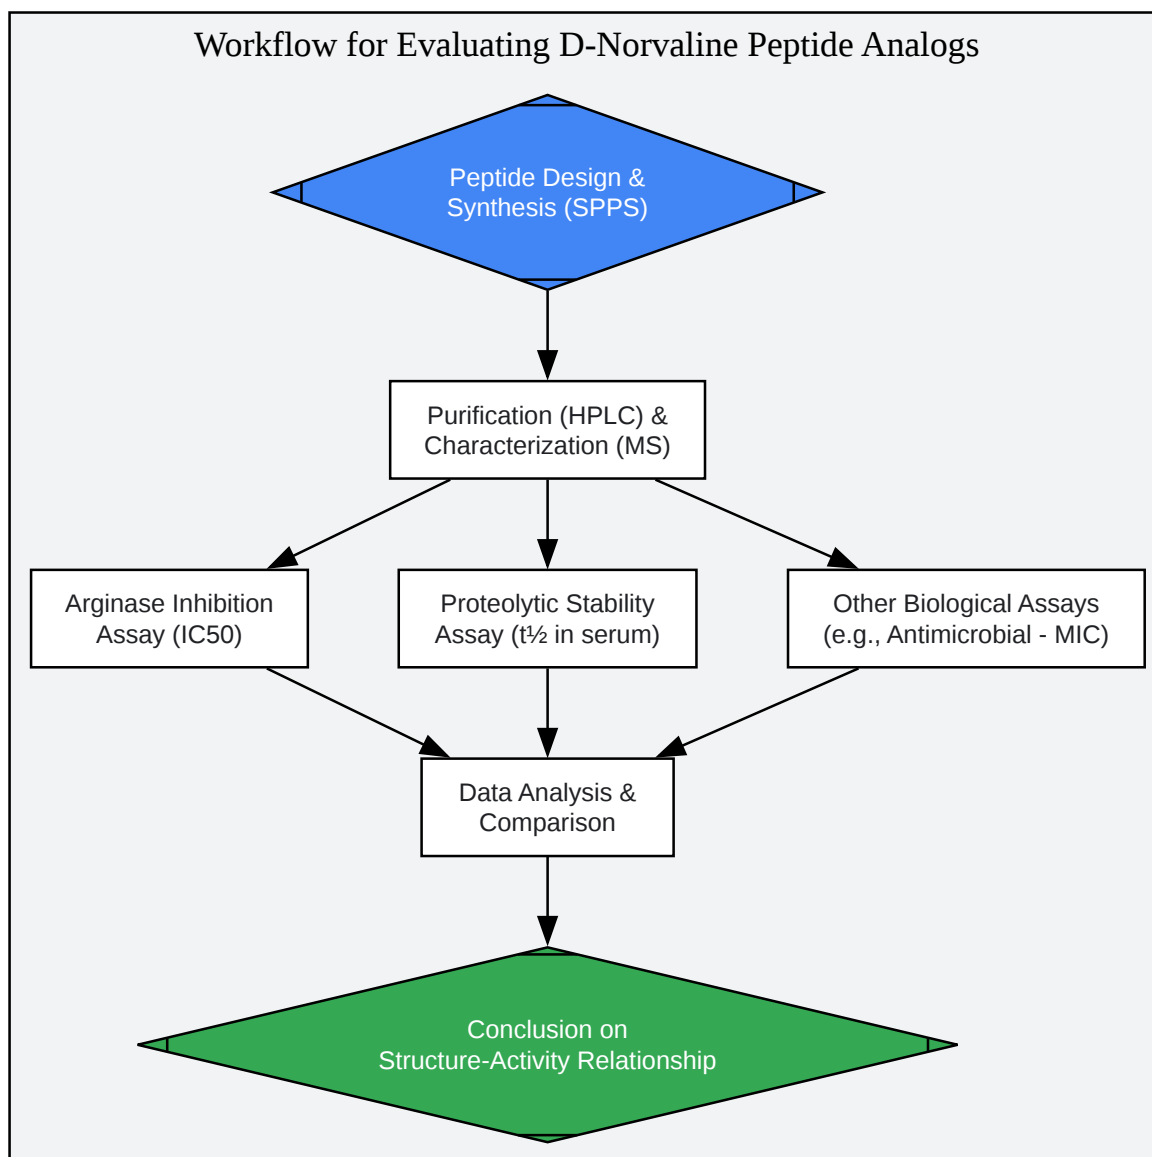 Workflow for Evaluating D-Norvaline Peptide Analogs
Peptide Design &
Synthesis (SPPS)
Purification (HPLC) &
Characterization (MS)
Arginase Inhibition
Assay (IC50)
Proteolytic Stability
Assay (t½ in serum)
Other Biological Assays
(e.g., Antimicrobial - MIC)
Data Analysis &
Comparison
Conclusion on
Structure-Activity Relationship